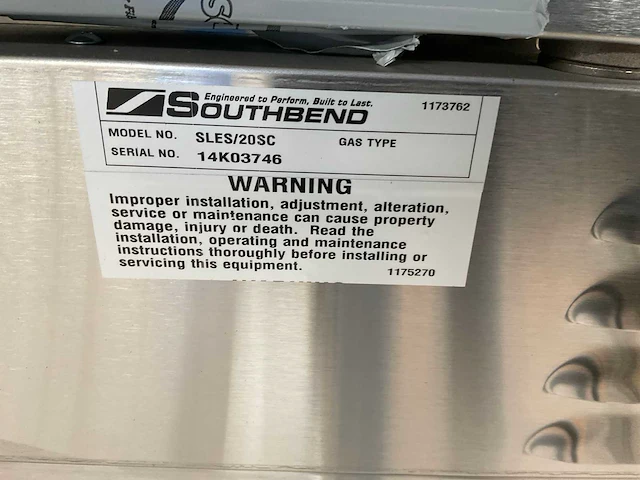 Engineered to Perform, Built to Last.
SOUTHBEND
1173762
MODEL NO. SLES/20SC GAS TYPE
SERIAL NO. 14K03746
WARNING
Improper installation, adjustment, alteration,
service or maintenance can cause property
damage, injury or death. Read the
installation, operating and maintenance
instructions thoroughly before installing or
servicing this equipment.
1175270